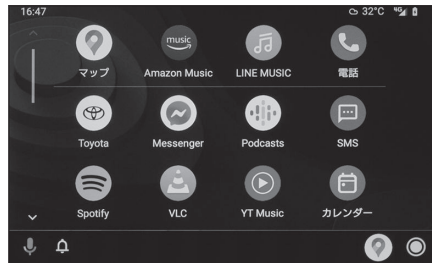 16:47 32°C 4G
music
マップ Amazon Music LINE MUSIC 電話
Toyota Messenger Podcasts SMS
Spotify VLC YT Music カレンダー